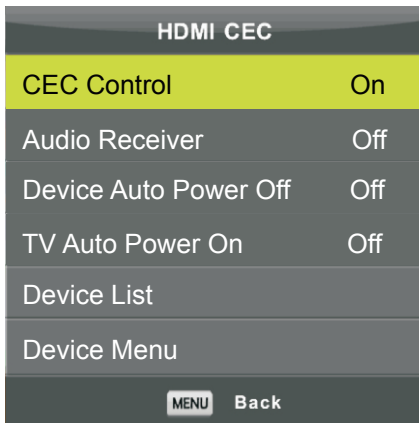 HDMI CEC
CEC Control On
Audio Receiver Off
Device Auto Power Off Off
TV Auto Power On Off
Device List
Device Menu
MENU Back